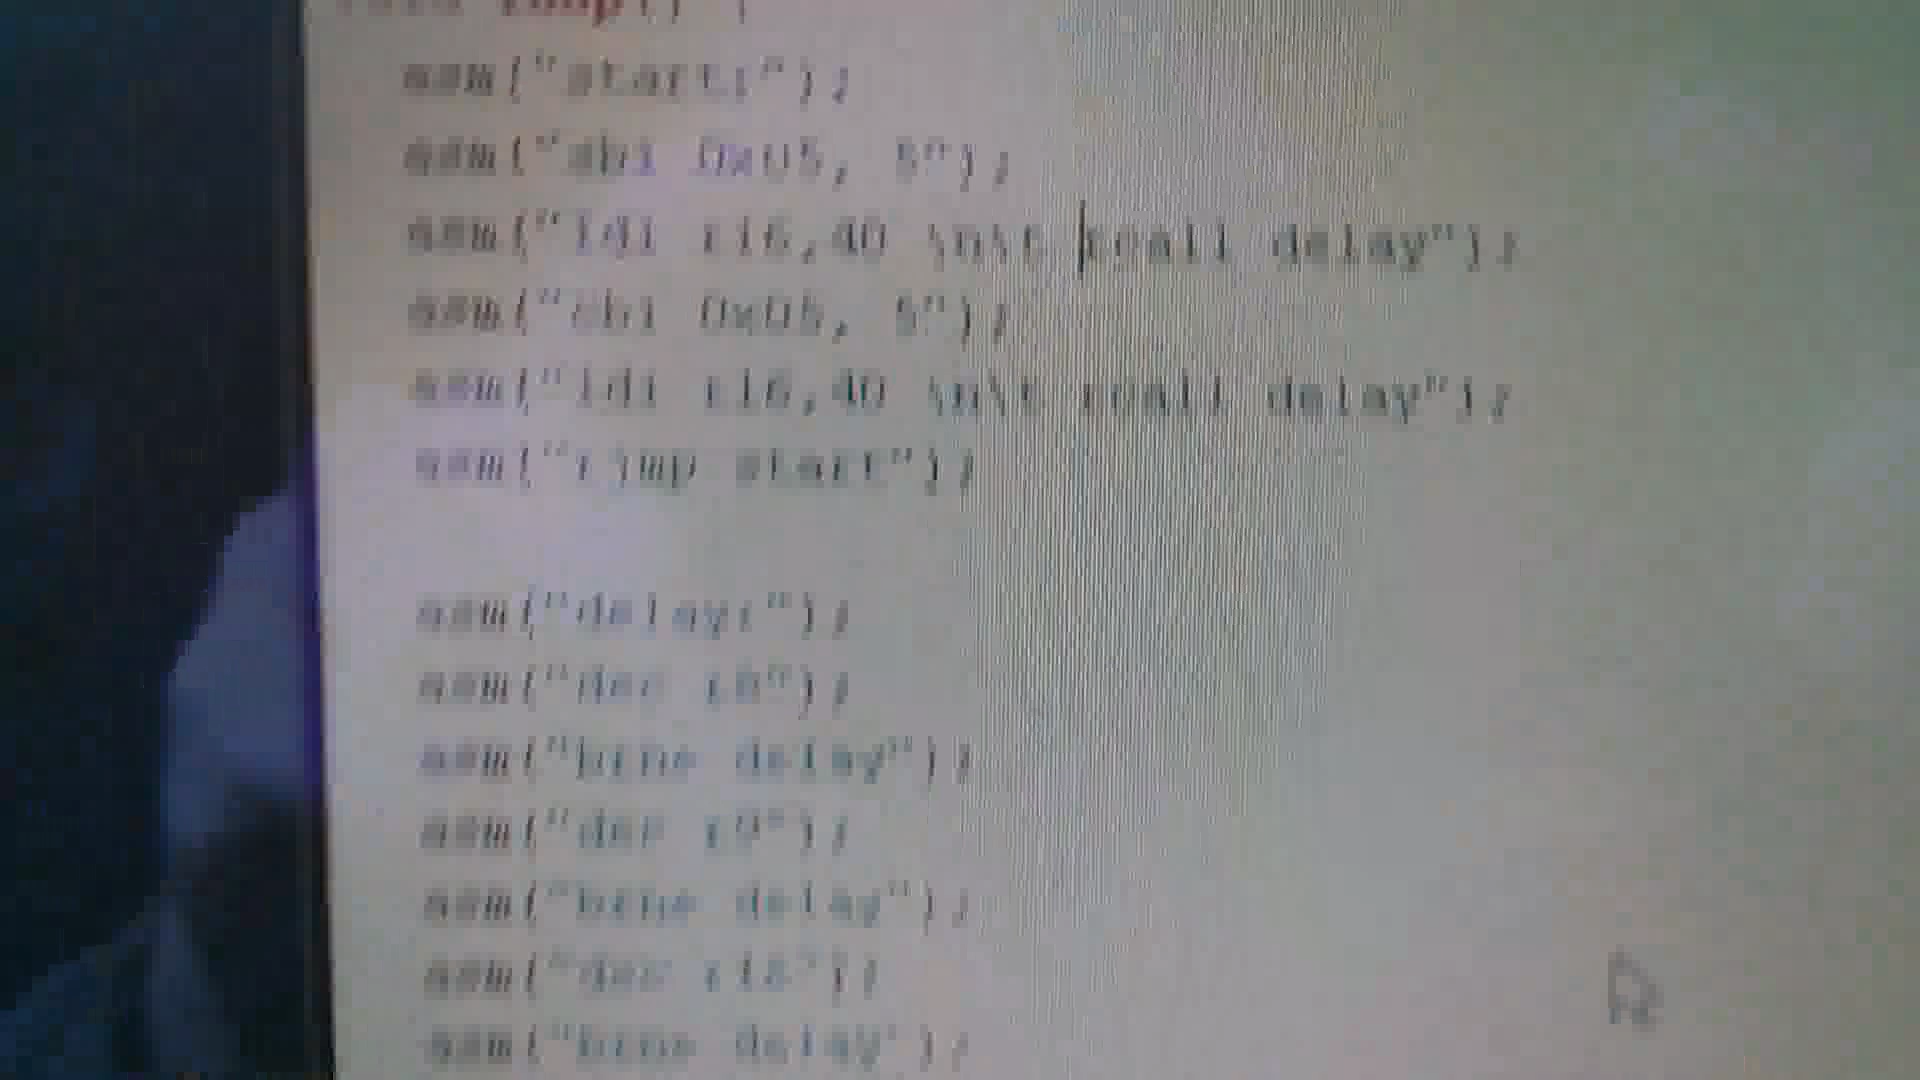 void loop() {
asm("start:");
asm("sbi 0x05, 5");
asm("ldi r16,40 \n\t rcall delay");
asm("cbi 0x05, 5");
asm("ldi r16,40 \n\t rcall delay");
asm("rjmp start");
asm("delay:");
asm("dec r8");
asm("brne delay");
asm("dec r9");
asm("brne delay");
asm("dec r16");
asm("brne delay");